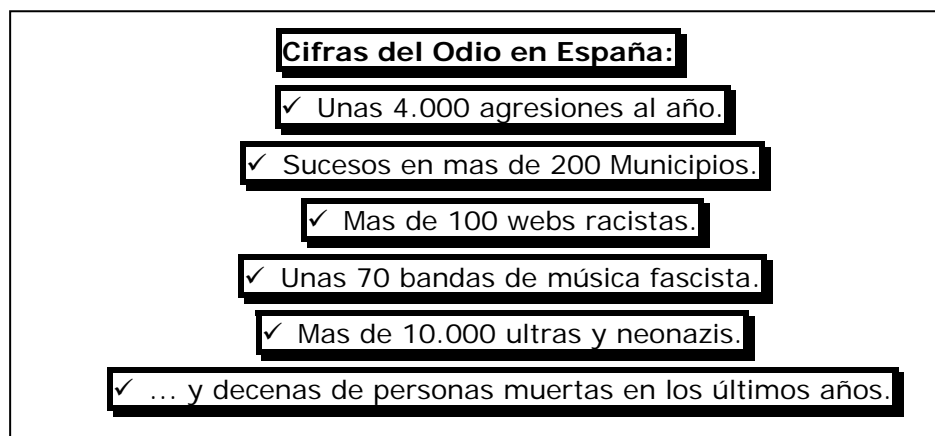 Cifras del Odio en España:
✓ Unas 4.000 agresiones al año.
✓ Sucesos en mas de 200 Municipios.
✓ Mas de 100 webs racistas.
✓ Unas 70 bandas de música fascista.
✓ Mas de 10.000 ultras y neonazis.
✓ ... y decenas de personas muertas en los últimos años.